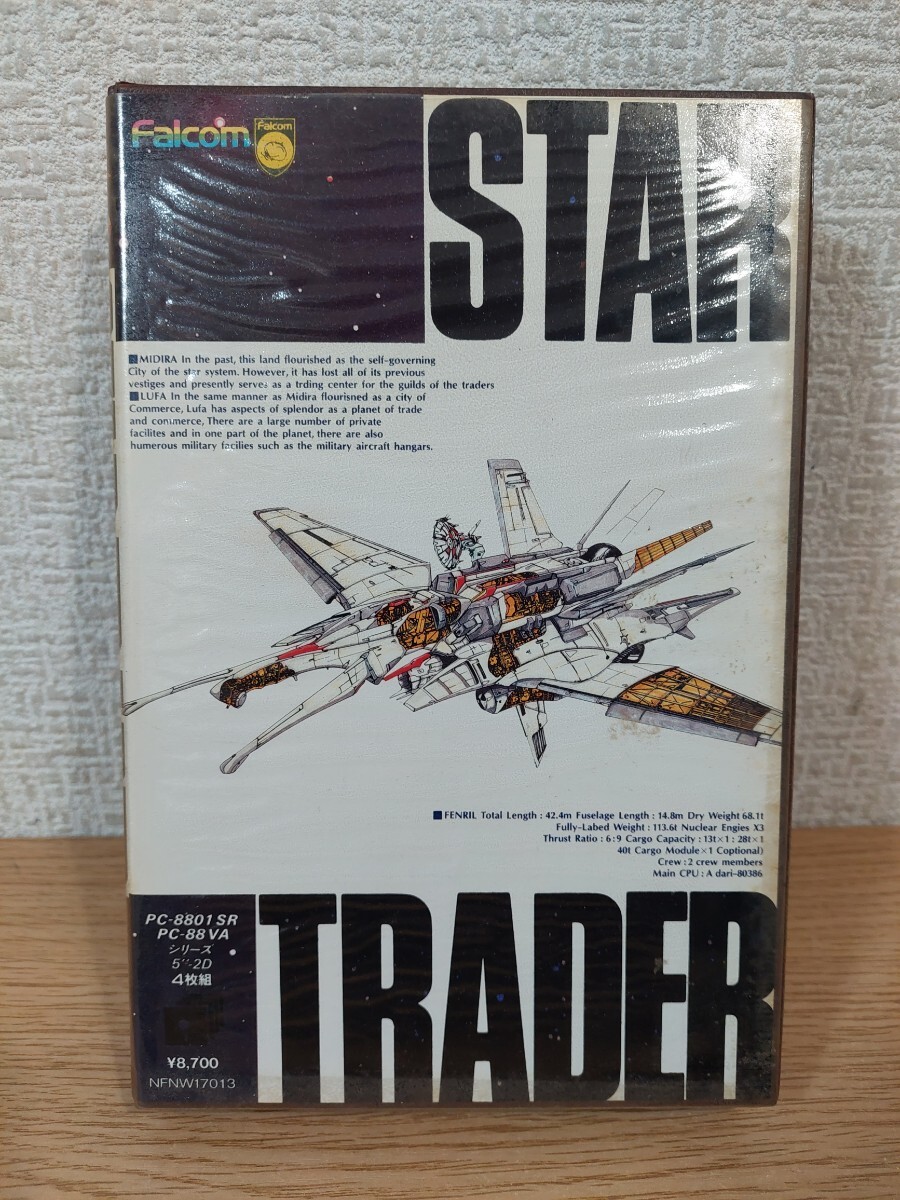 Falcom
Falcom
STAR
■MIDIRA In the past, this land flourished as the self-governing
City of the star system. However, it has lost all of its previous
vestiges and presently serves as a trding center for the guilds of the traders
■LUFA In the same manner as Midira flourisned as a city of
Commerce, Lufa has aspects of splendor as a planet of trade
and commerce, There are a large number of private
facilites and in one part of the planet, there are also
humerous military facilies such as the military aircraft hangars.
■FENRIL Total Length : 42.4m Fuselage Length : 14.8m Dry Weight 68.1t
Fully-Labed Weight : 113.6t Nuclear Engies X3
Thrust Ratio : 6:9 Cargo Capacity : 13t×1 : 28t×1
40t Cargo Module×1 Coptional)
Crew : 2 crew members
Main CPU : A dari-80386
PC-8801SR
PC-88VA
シリーズ
5"-2D
4枚組
¥8,700
NFNW17013
TRADER